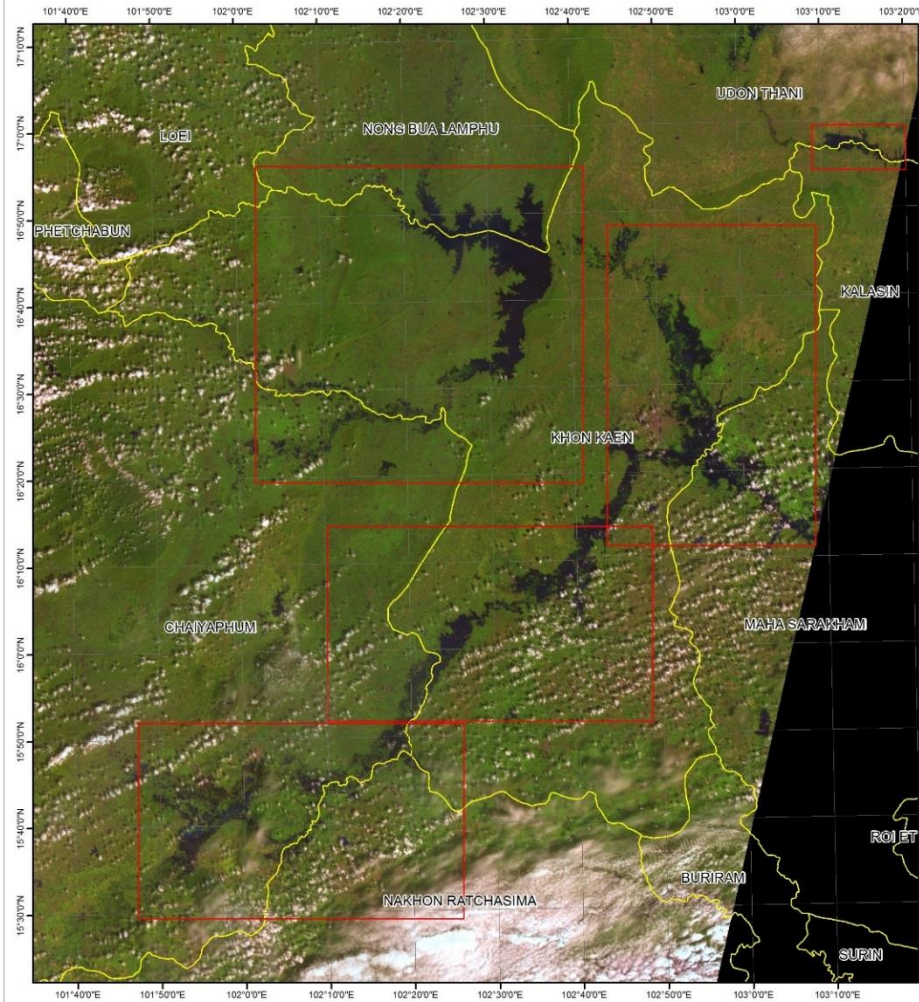 101°40'0"E 101°50'0"E 102°0'0"E 102°10'0"E 102°20'0"E 102°30'0"E 102°40'0"E 102°50'0"E 103°0'0"E 103°10'0"E 103°20'0"E
17°10'0"N
UDON THANI
17°0'0"N
NONG BUA LAMPHU
LOEI
16°50'0"N
PHETCHABUN
16°40'0"N
KALASIN
16°30'0"N
KHON KAEN
16°20'0"N
16°10'0"N
CHAIYAPHUM
MAHA SARAKHAM
16°0'0"N
15°50'0"N
15°40'0"N
ROI ET
BURIRAM
15°30'0"N
NAKHON RATCHASIMA
SURIN
101°40'0"E 101°50'0"E 102°0'0"E 102°10'0"E 102°20'0"E 102°30'0"E 102°40'0"E 102°50'0"E 103°0'0"E 103°10'0"E